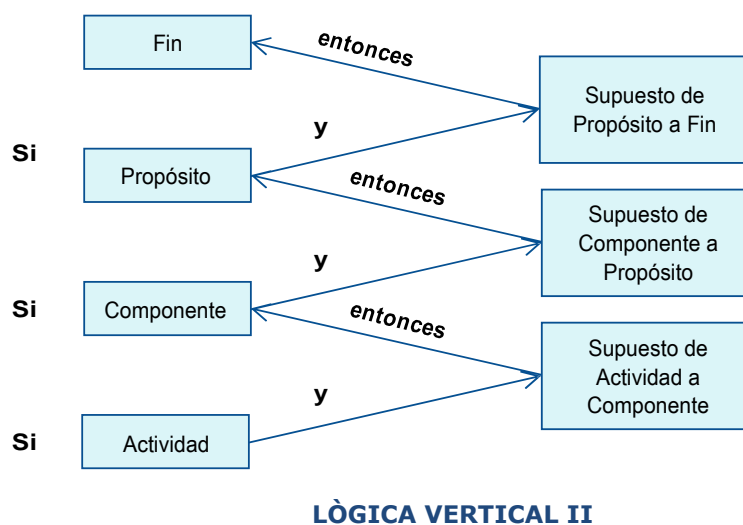 Fin
entonces
Supuesto de
Propósito a Fin
Si
y
Propósito
entonces
Supuesto de
Componente a
Propósito
y
Si
Componente
entonces
Supuesto de
Actividad a
Componente
y
Si
Actividad
LÒGICA VERTICAL II